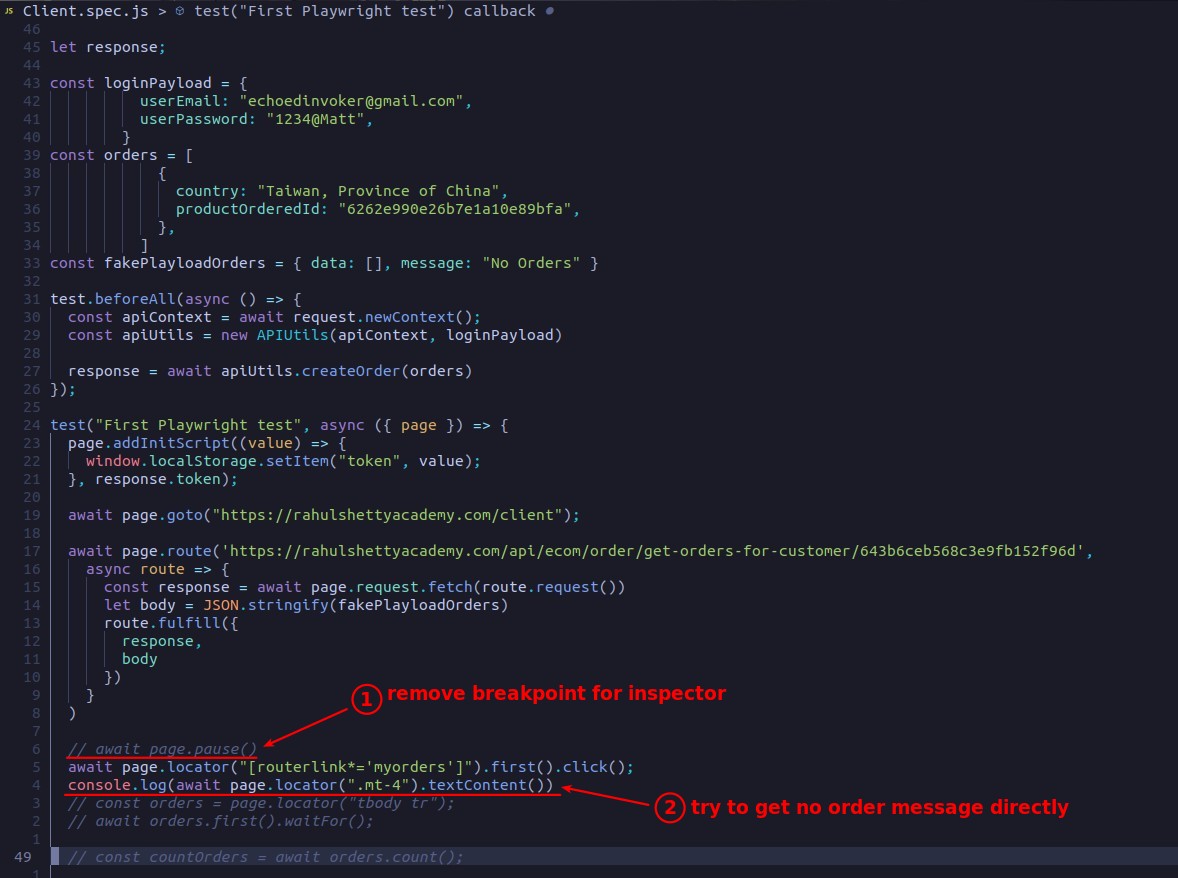 JS Client.spec.js > test("First Playwright test") callback
46
45 let response;
44
43 const loginPayload = {
42 userEmail: "echoedinvoker@gmail.com",
41 userPassword: "1234@Matt",
40 }
39 const orders = [
38 {
37 country: "Taiwan, Province of China",
36 productOrderedId: "6262e990e26b7e1a10e89bfa",
35 },
34 ]
33 const fakePlayloadOrders = { data: [], message: "No Orders" }
32
31 test.beforeAll(async () => {
30 const apiContext = await request.newContext();
29 const apiUtils = new APIUtils(apiContext, loginPayload)
28
27 response = await apiUtils.createOrder(orders)
26 });
25
24 test("First Playwright test", async ({ page }) => {
23 page.addInitScript((value) => {
22 window.localStorage.setItem("token", value);
21 }, response.token);
20
19 await page.goto("https://rahulshettyacademy.com/client");
18
17 await page.route('https://rahulshettyacademy.com/api/ecom/order/get-orders-for-customer/643b6ceb568c3e9fb152f96d',
16 async route => {
15 const response = await page.request.fetch(route.request())
14 let body = JSON.stringify(fakePlayloadOrders)
13 route.fulfill({
12 response,
11 body
10 })
9 }
8 )
1 remove breakpoint for inspector
7
6 // await page.pause()
5 await page.locator("[routerlink*='myorders']").first().click();
4 console.log(await page.locator(".mt-4").textContent())
3 // const orders = page.locator("tbody tr");
2 try to get no order message directly
2 // await orders.first().waitFor();
1
49 // const countOrders = await orders.count();
1